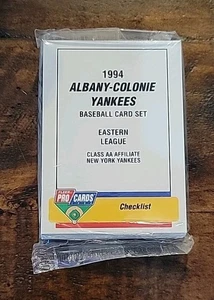 1994
ALBANY-COLONIE
YANKEES
BASEBALL CARD SET
EASTERN
LEAGUE
CLASS AA AFFILIATE
NEW YORK YANKEES
PRO CARDS
Checklist